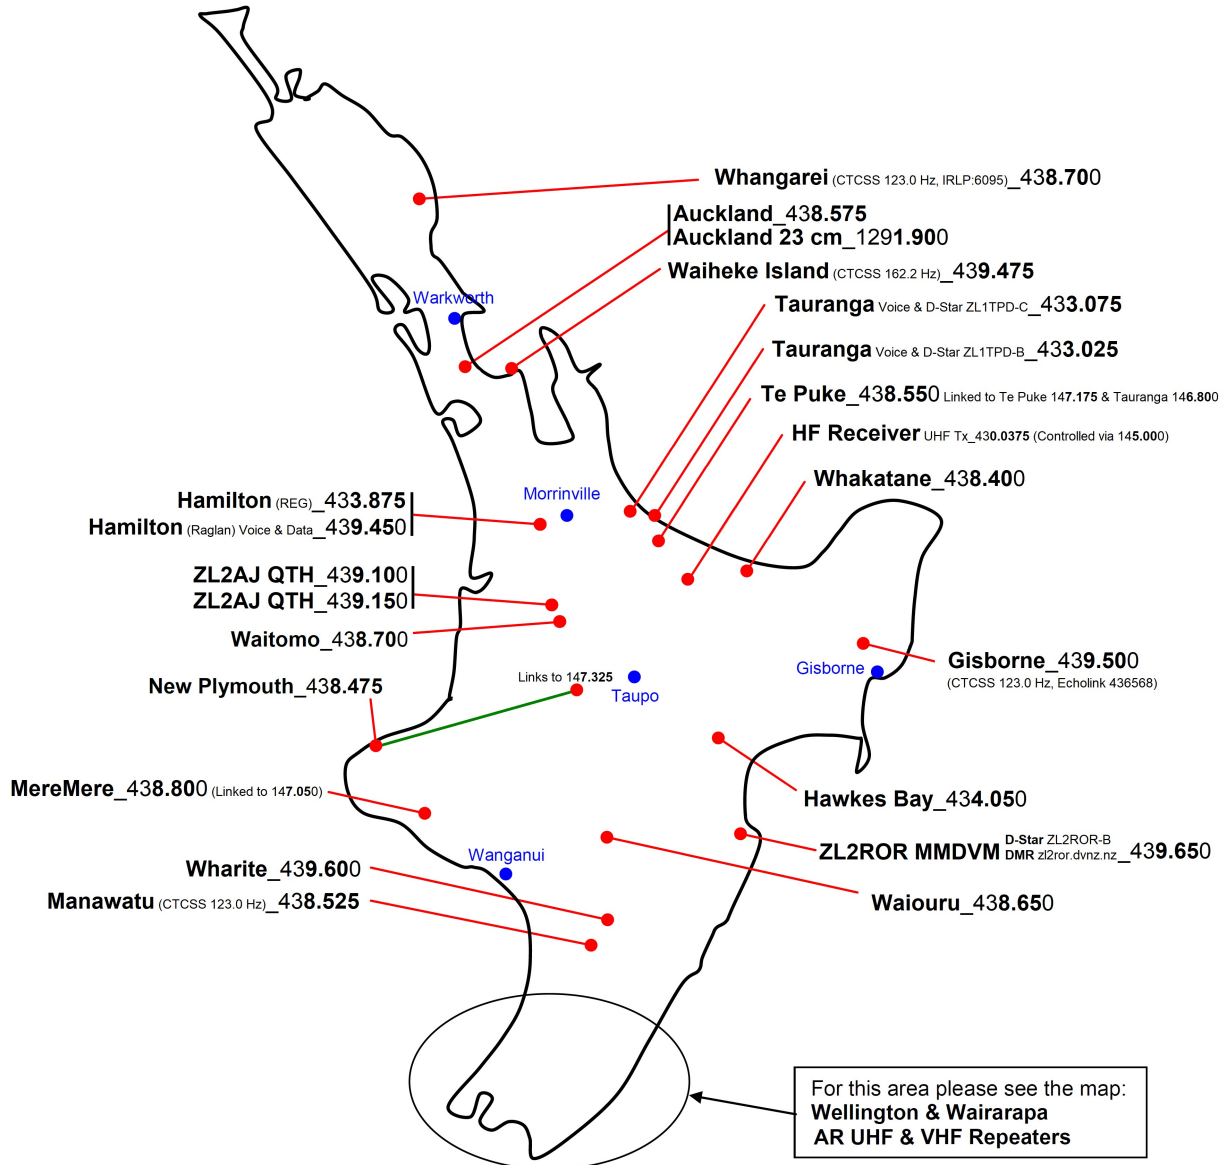 Whangarei (CTCSS 123.0 Hz, IRLP:6095)_438.700
Auckland_438.575
Auckland 23 cm_1291.900
Waiheke Island (CTCSS 162.2 Hz)_439.475
Warkworth
Tauranga Voice & D-Star ZL1TPD-C_433.075
Tauranga Voice & D-Star ZL1TPD-B_433.025
Te Puke_438.550 Linked to Te Puke 147.175 & Tauranga 146.800
HF Receiver UHF Tx_430.0375 (Controlled via 145.000)
Whakatane_438.400
Morrinville
Hamilton (REG)_433.875
Hamilton (Raglan) Voice & Data_439.450
ZL2AJ QTH_439.100
ZL2AJ QTH_439.150
Waitomo_438.700
Gisborne
Gisborne_439.500
(CTCSS 123.0 Hz, Echolink 436568)
Links to 147.325
Taupo
New Plymouth_438.475
MereMere_438.800 (Linked to 147.050)
Hawkes Bay_434.050
ZL2ROR MMDVM D-Star ZL2ROR-B
DMR zl2ror.dvnz.nz_439.650
Wanganui
Wharite_439.600
Manawatu (CTCSS 123.0 Hz)_438.525
Waiouru_438.650
For this area please see the map:
Wellington & Wairarapa
AR UHF & VHF Repeaters